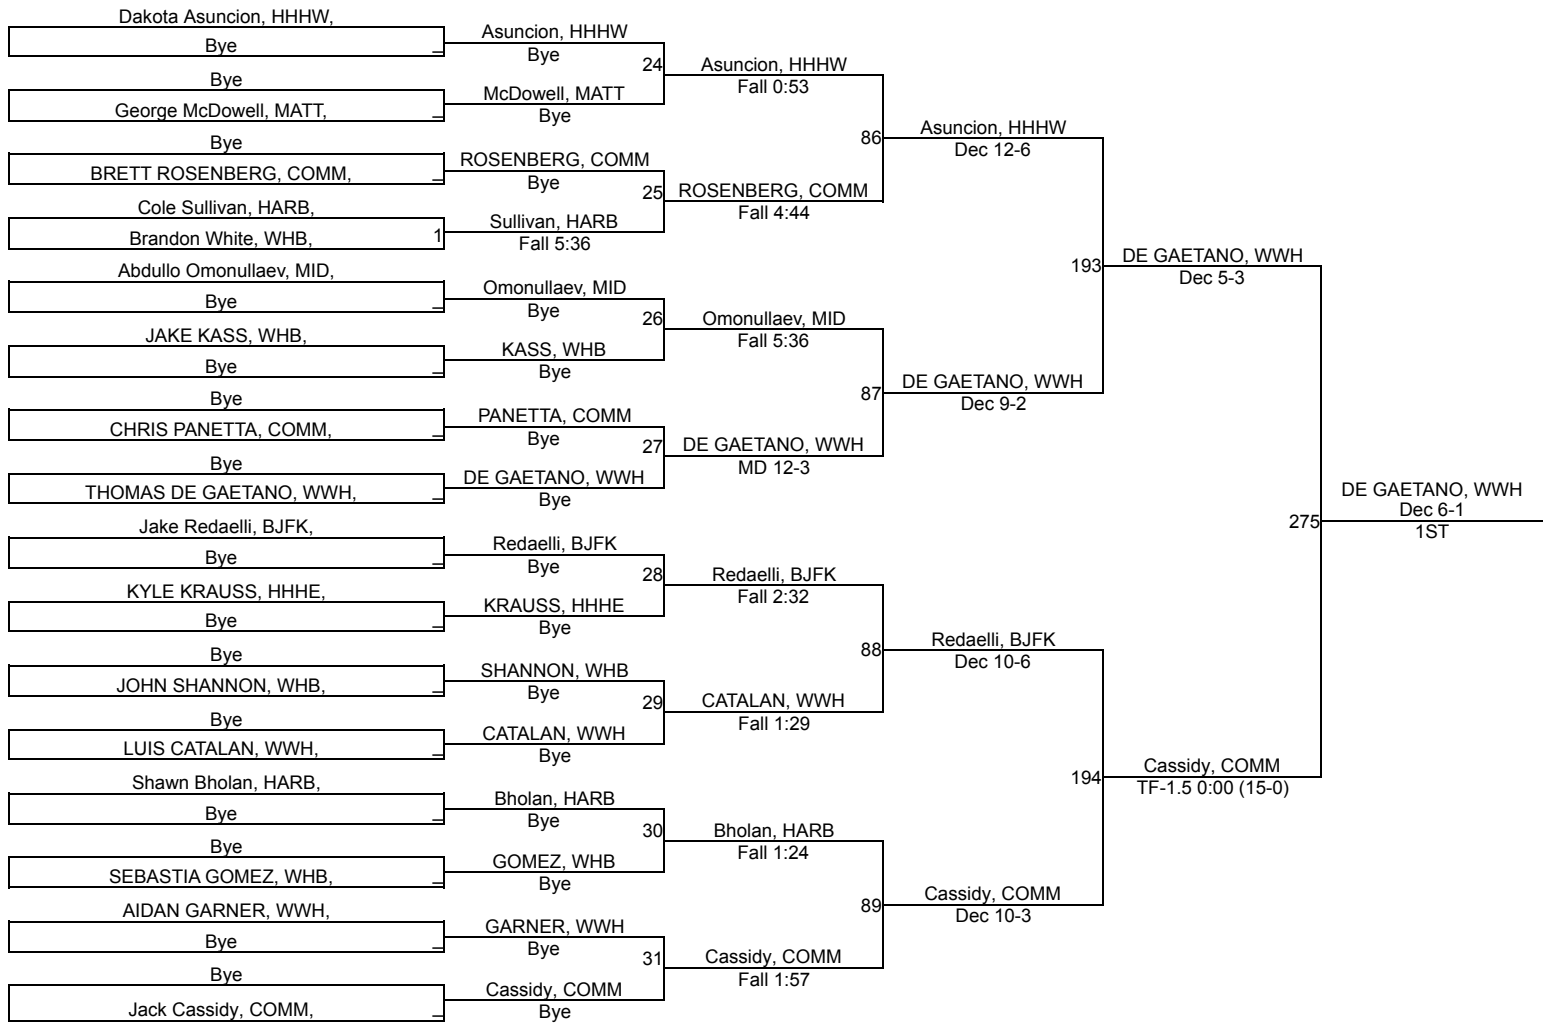 Dakota Asuncion, HHHW,
Bye _
Bye
George McDowell, MATT, _
Bye
BRETT ROSENBERG, COMM, _
Cole Sullivan, HARB,
Brandon White, WHB, 1
Abdullo Omonullaev, MID,
Bye _
JAKE KASS, WHB,
Bye _
Bye
CHRIS PANETTA, COMM, _
Bye
THOMAS DE GAETANO, WWH, _
Jake Redaelli, BJFK,
Bye _
KYLE KRAUSS, HHHE,
Bye _
Bye
JOHN SHANNON, WHB, _
Bye
LUIS CATALAN, WWH, _
Shawn Bholan, HARB,
Bye _
Bye
SEBASTIA GOMEZ, WHB, _
AIDAN GARNER, WWH,
Bye _
Bye
Jack Cassidy, COMM, _
Asuncion, HHHW
Bye
24
McDowell, MATT
Bye
ROSENBERG, COMM
Bye
25
Sullivan, HARB
Fall 5:36
Omonullaev, MID
Bye
26
KASS, WHB
Bye
PANETTA, COMM
Bye
27
DE GAETANO, WWH
Bye
Redaelli, BJFK
Bye
28
KRAUSS, HHHE
Bye
SHANNON, WHB
Bye
29
CATALAN, WWH
Bye
Bholan, HARB
Bye
30
GOMEZ, WHB
Bye
GARNER, WWH
Bye
31
Cassidy, COMM
Bye
Asuncion, HHHW
Fall 0:53
86
ROSENBERG, COMM
Fall 4:44
Omonullaev, MID
Fall 5:36
87
DE GAETANO, WWH
MD 12-3
Redaelli, BJFK
Fall 2:32
88
CATALAN, WWH
Fall 1:29
Bholan, HARB
Fall 1:24
89
Cassidy, COMM
Fall 1:57
Asuncion, HHHW
Dec 12-6
193
DE GAETANO, WWH
Dec 9-2
Redaelli, BJFK
Dec 10-6
194
Cassidy, COMM
Dec 10-3
DE GAETANO, WWH
Dec 5-3
275
Cassidy, COMM
TF-1.5 0:00 (15-0)
DE GAETANO, WWH
Dec 6-1
1ST